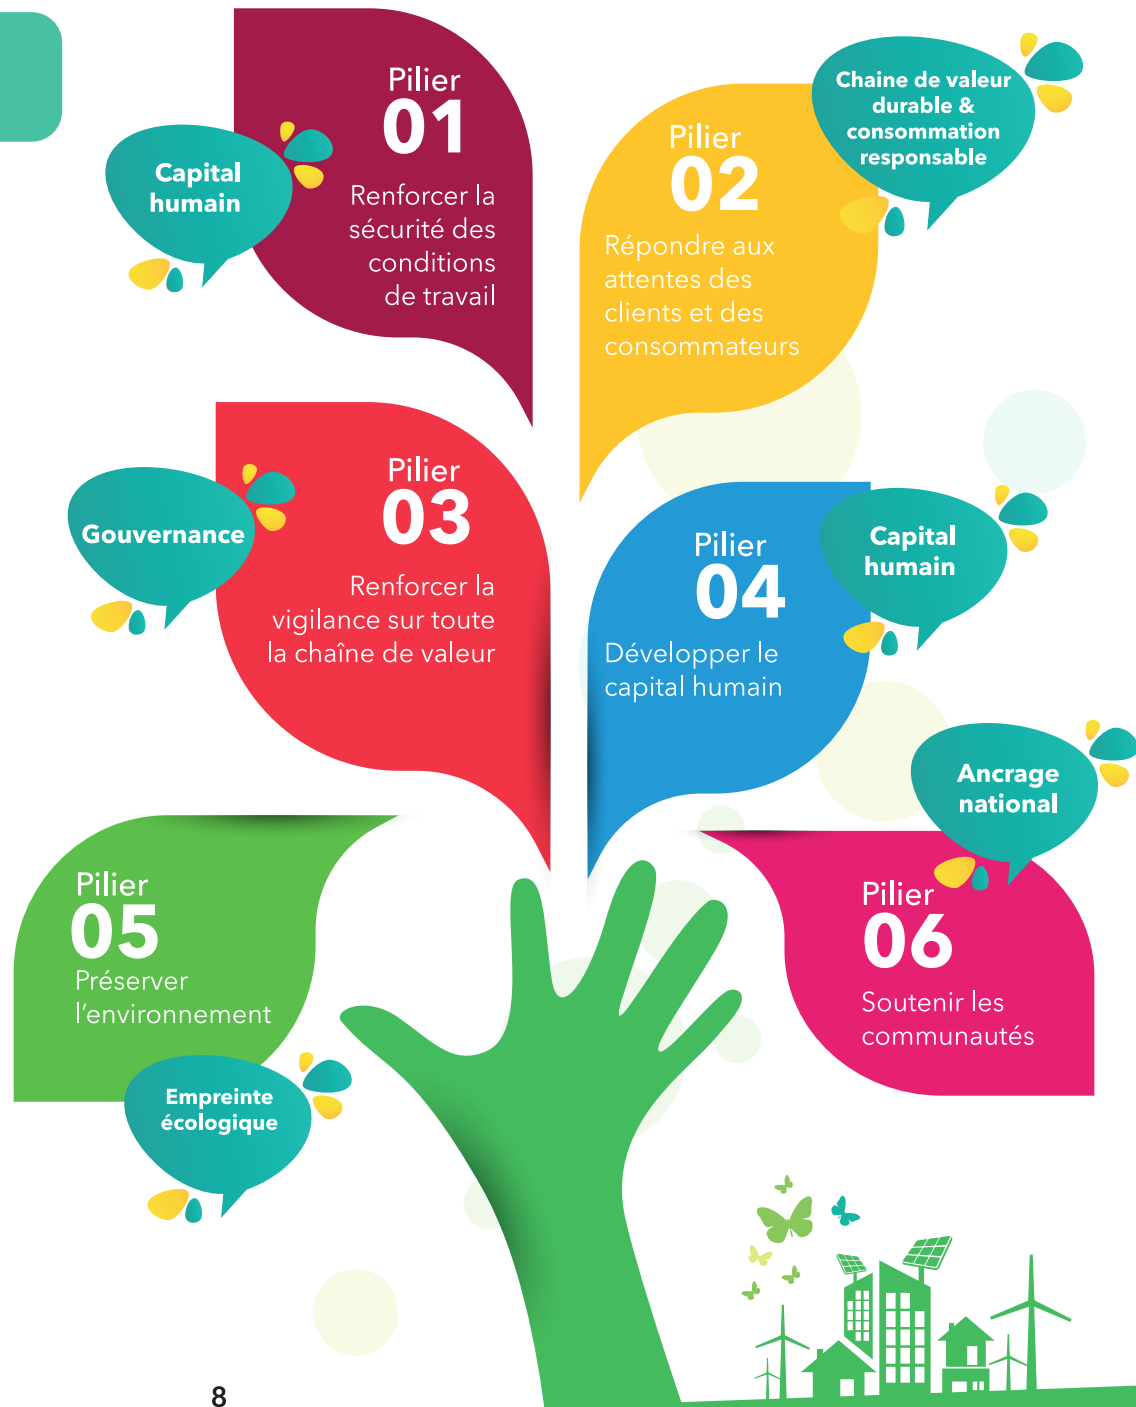 Pilier
01
Renforcer la
sécurité des
conditions
de travail
Capital
humain
Pilier
02
Répondre aux
attentes des
clients et des
consommateurs
Chaine de valeur
durable &
consommation
responsable
Pilier
03
Renforcer la
vigilance sur toute
la chaîne de valeur
Gouvernance
Pilier
04
Développer le
capital humain
Capital
humain
Pilier
05
Préserver
l’environnement
Empreinte
écologique
Pilier
06
Soutenir les
communautés
Ancrage
national
8